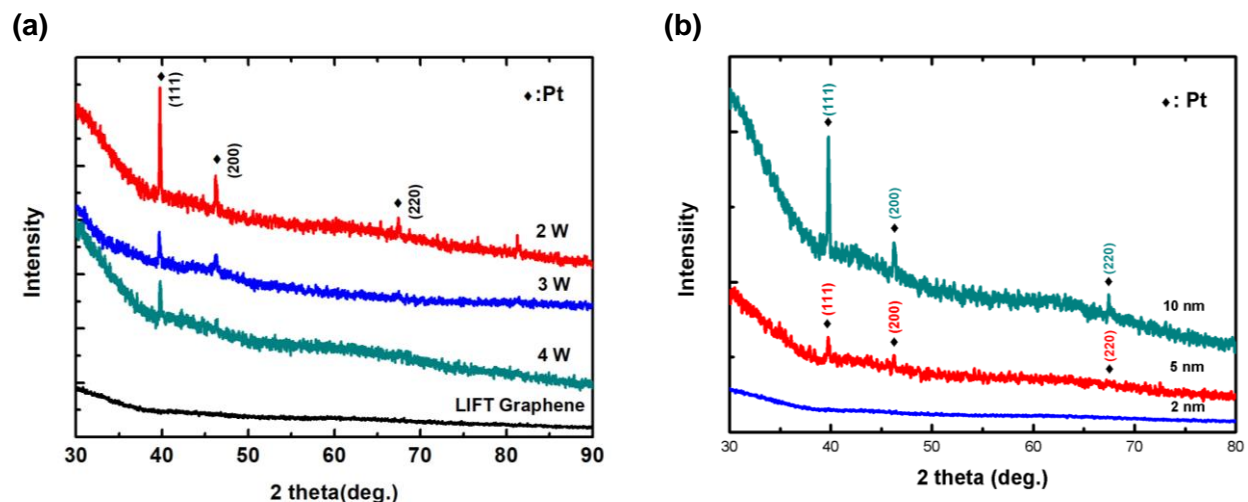 (a)
(111)
(200)
(220)
♦:Pt
2 W
3 W
4 W
LIFT Graphene
Intensity
30 40 50 60 70 80 90
2 theta(deg.)
(b)
(111)
(200)
(220)
♦: Pt
10 nm
(111)
(200)
(220)
5 nm
2 nm
Intensiity
30 40 50 60 70 80
2 theta (deg.)